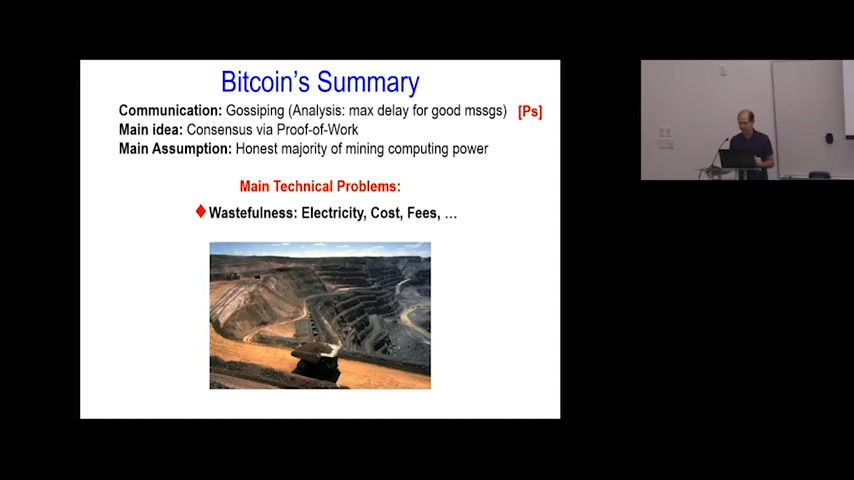 Bitcoin's Summary
Communication: Gossiping (Analysis: max delay for good mssgs) [Ps]
Main idea: Consensus via Proof-of-Work
Main Assumption: Honest majority of mining computing power
Main Technical Problems:
Wastefulness: Electricity, Cost, Fees, ...